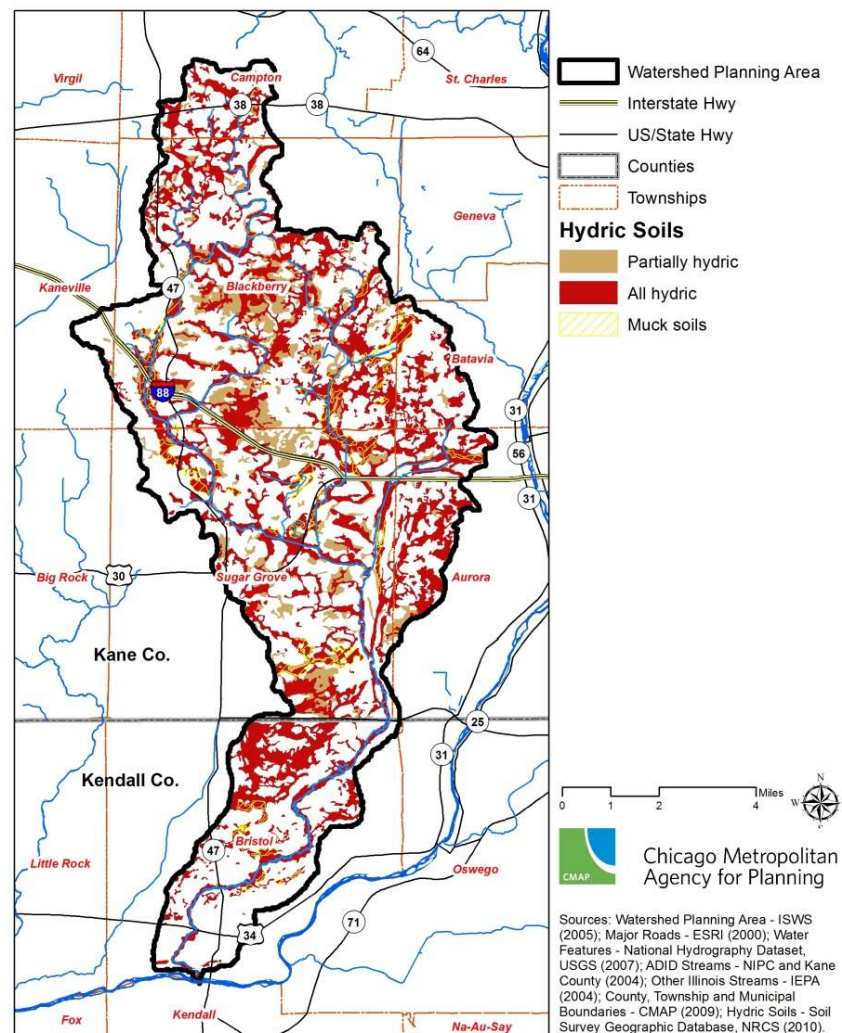 64
Virgil
Campton
St. Charles
38
38
Geneva
Kaneville
47
Blackberry
Batavia
88
31
56
31
Big Rock
30
Sugar Grove
Aurora
Kane Co.
25
31
Kendall Co.
Bristol
47
Little Rock
Oswego
71
34
Fox
Kendall
Na-Au-Say
Watershed Planning Area
Interstate Hwy
US/State Hwy
Counties
Townships
Hydric Soils
Partially hydric
All hydric
Muck soils
0 1 2 4 Miles
N
W E
S
CMAP
Chicago Metropolitan
Agency for Planning
Sources: Watershed Planning Area - ISWS
(2005); Major Roads - ESRI (2000); Water
Features - National Hydrography Dataset,
USGS (2007); ADID Streams - NIPC and Kane
County (2004); Other Illinois Streams - IEPA
(2004); County, Township and Municipal
Boundaries - CMAP (2009); Hydric Soils - Soil
Survey Geographic Database, NRCS (2010).